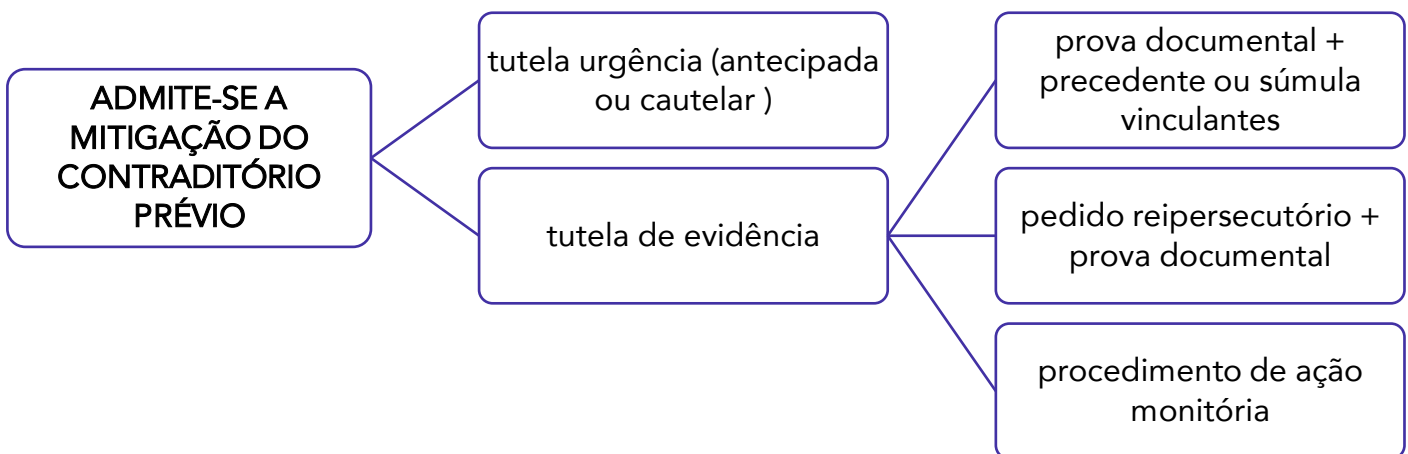 ADMITE-SE A
MITIGAÇÃO DO
CONTRADITÓRIO
PRÉVIO
tutela urgência (antecipada
ou cautelar )
tutela de evidência
prova documental +
precedente ou súmula
vinculantes
pedido reipersecutório +
prova documental
procedimento de ação
monitória